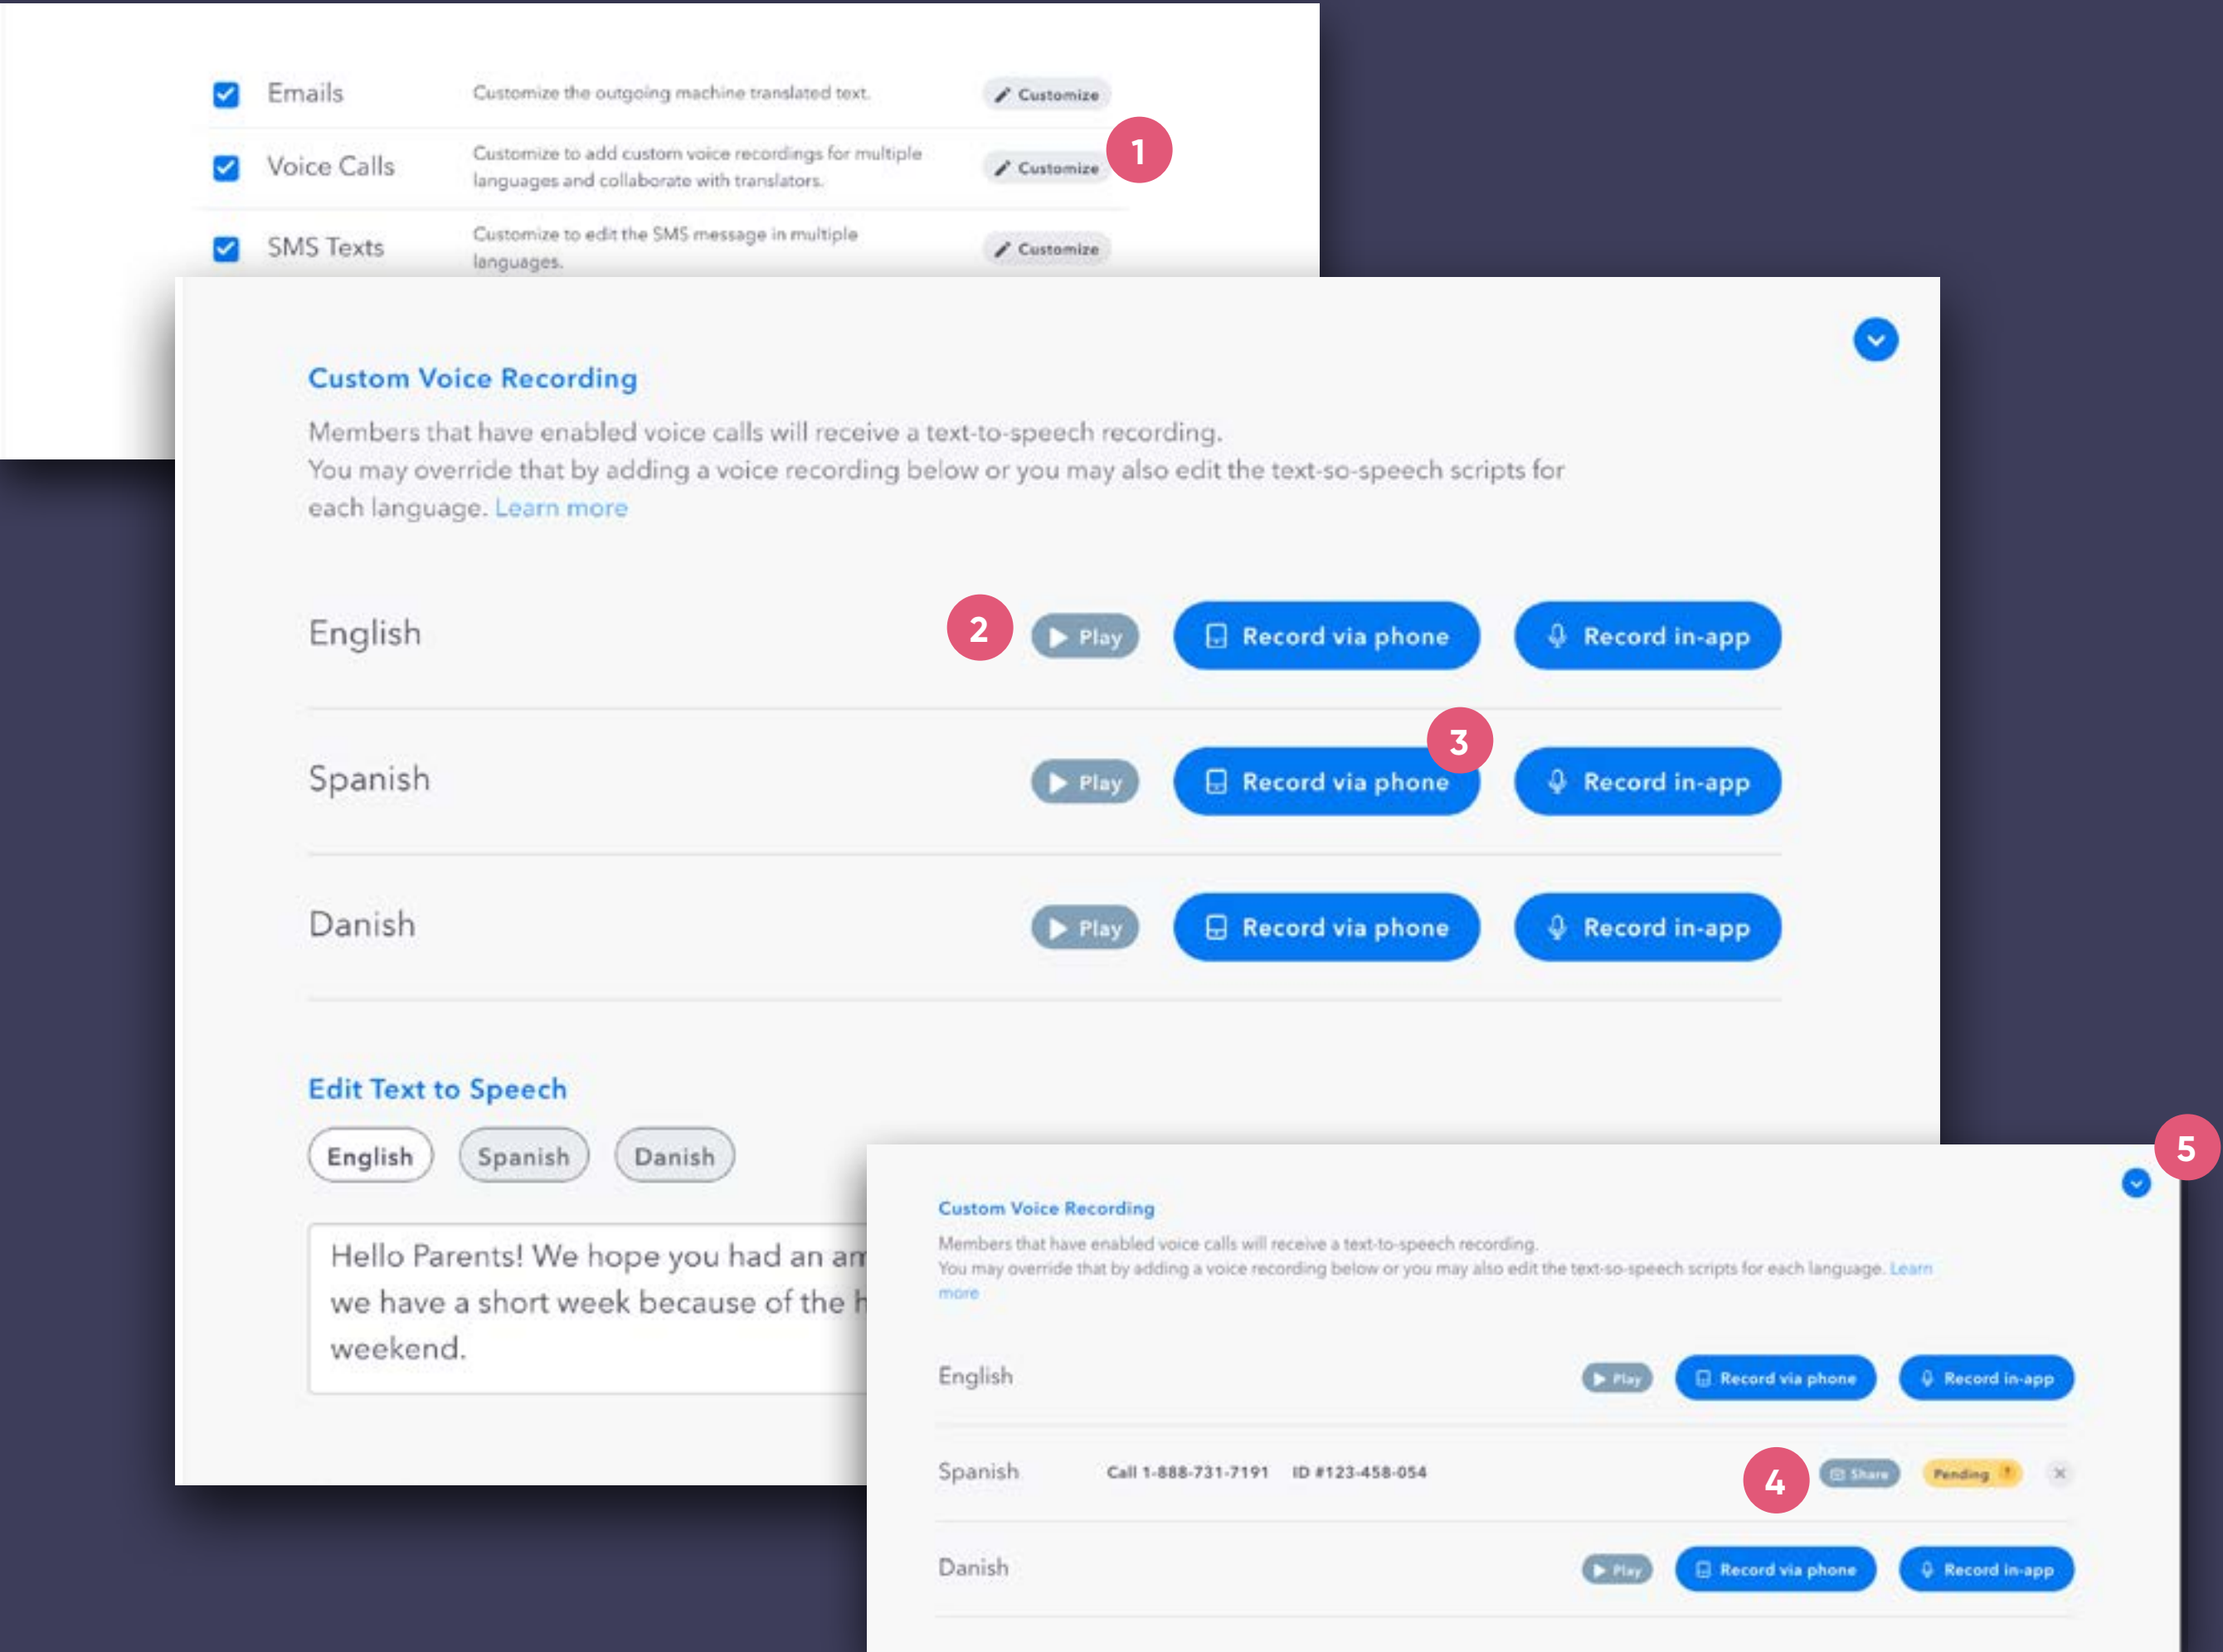 Emails
Customize the outgoing machine translated text.
Customize
1
Voice Calls
Customize to add custom voice recordings for multiple
languages and collaborate with translators.
Customize
SMS Texts
Customize to edit the SMS message in multiple
languages.
Customize
Custom Voice Recording
Members that have enabled voice calls will receive a text-to-speech recording.
You may override that by adding a voice recording below or you may also edit the text-so-speech scripts for
each language. Learn more
English
2
Play
Record via phone
Record in-app
3
Spanish
Play
Record via phone
Record in-app
Danish
Play
Record via phone
Record in-app
Edit Text to Speech
English
Spanish
Danish
Hello Parents! We hope you had an am
we have a short week because of the h
weekend.
5
Custom Voice Recording
Members that have enabled voice calls will receive a text-to-speech recording.
You may override that by adding a voice recording below or you may also edit the text-so-speech scripts for each language. Learn
more
English
Play
Record via phone
Record in-app
Spanish
Call 1-888-731-7191
ID #123-458-054
4
Share
Pending
Danish
Play
Record via phone
Record in-app